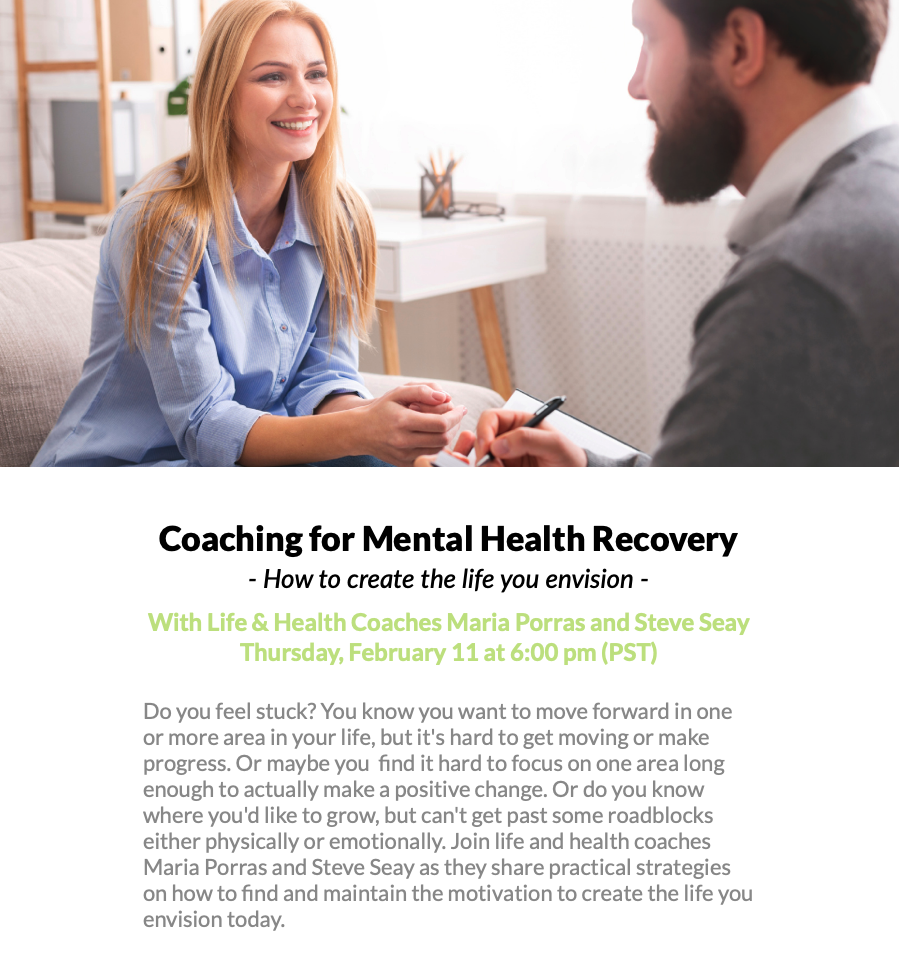 Coaching for Mental Health Recovery
- How to create the life you envision -
With Life & Health Coaches Maria Porras and Steve Seay
Thursday, February 11 at 6:00 pm (PST)
Do you feel stuck? You know you want to move forward in one
or more area in your life, but it's hard to get moving or make
progress. Or maybe you  find it hard to focus on one area long
enough to actually make a positive change. Or do you know
where you'd like to grow, but can't get past some roadblocks
either physically or emotionally. Join life and health coaches
Maria Porras and Steve Seay as they share practical strategies
on how to find and maintain the motivation to create the life you
envision today.